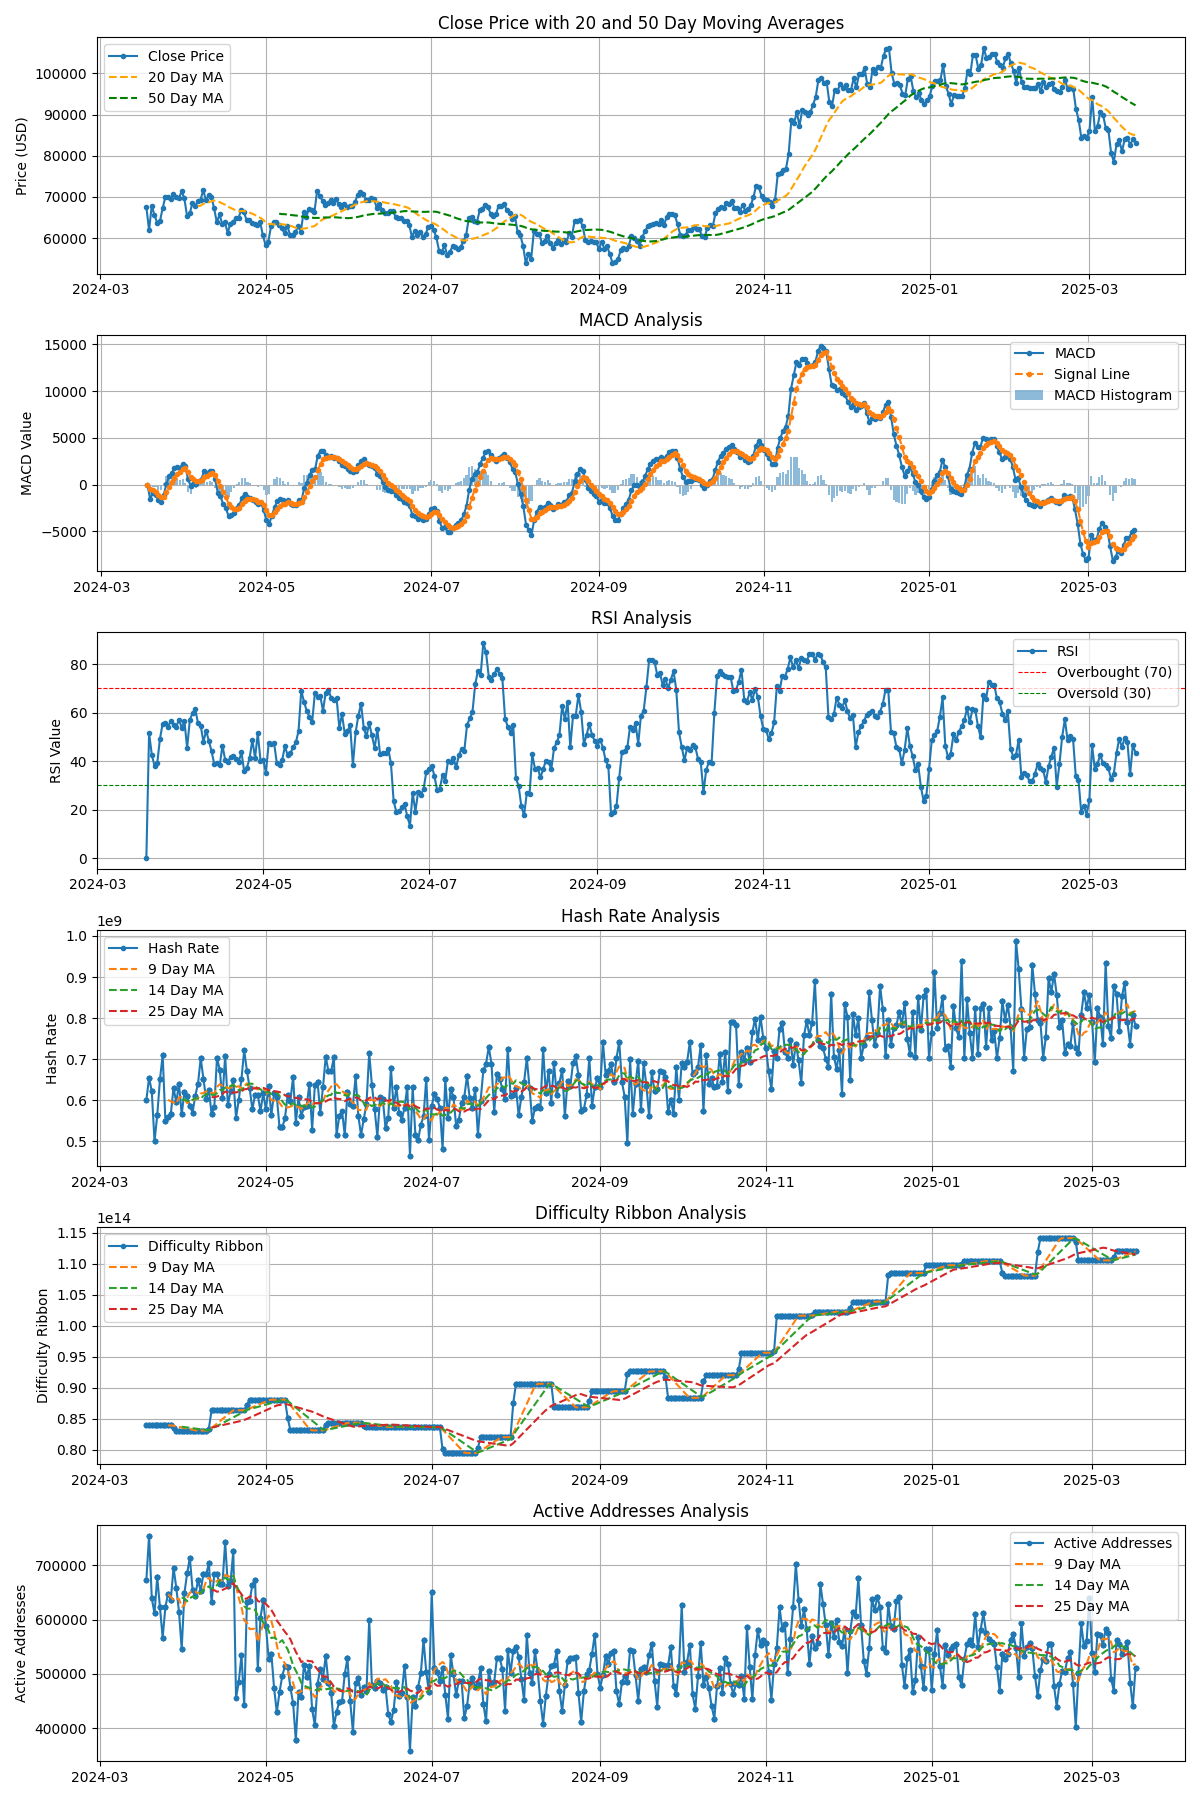 Close Price with 20 and 50 Day Moving Averages
Close Price
20 Day MA
50 Day MA
Price (USD)
100000
90000
80000
70000
60000
2024-03 2024-05 2024-07 2024-09 2024-11 2025-01 2025-03
MACD Analysis
MACD
Signal Line
MACD Histogram
MACD Value
15000
10000
5000
0
−5000
2024-03 2024-05 2024-07 2024-09 2024-11 2025-01 2025-03
RSI Analysis
RSI
Overbought (70)
Oversold (30)
RSI Value
80
60
40
20
0
2024-03 2024-05 2024-07 2024-09 2024-11 2025-01 2025-03
Hash Rate Analysis
1e9
Hash Rate
9 Day MA
14 Day MA
25 Day MA
Hash Rate
1.0
0.9
0.8
0.7
0.6
0.5
2024-03 2024-05 2024-07 2024-09 2024-11 2025-01 2025-03
Difficulty Ribbon Analysis
1e14
Difficulty Ribbon
9 Day MA
14 Day MA
25 Day MA
Difficulty Ribbon
1.15
1.10
1.05
1.00
0.95
0.90
0.85
0.80
2024-03 2024-05 2024-07 2024-09 2024-11 2025-01 2025-03
Active Addresses Analysis
Active Addresses
9 Day MA
14 Day MA
25 Day MA
Active Addresses
700000
600000
500000
400000
2024-03 2024-05 2024-07 2024-09 2024-11 2025-01 2025-03